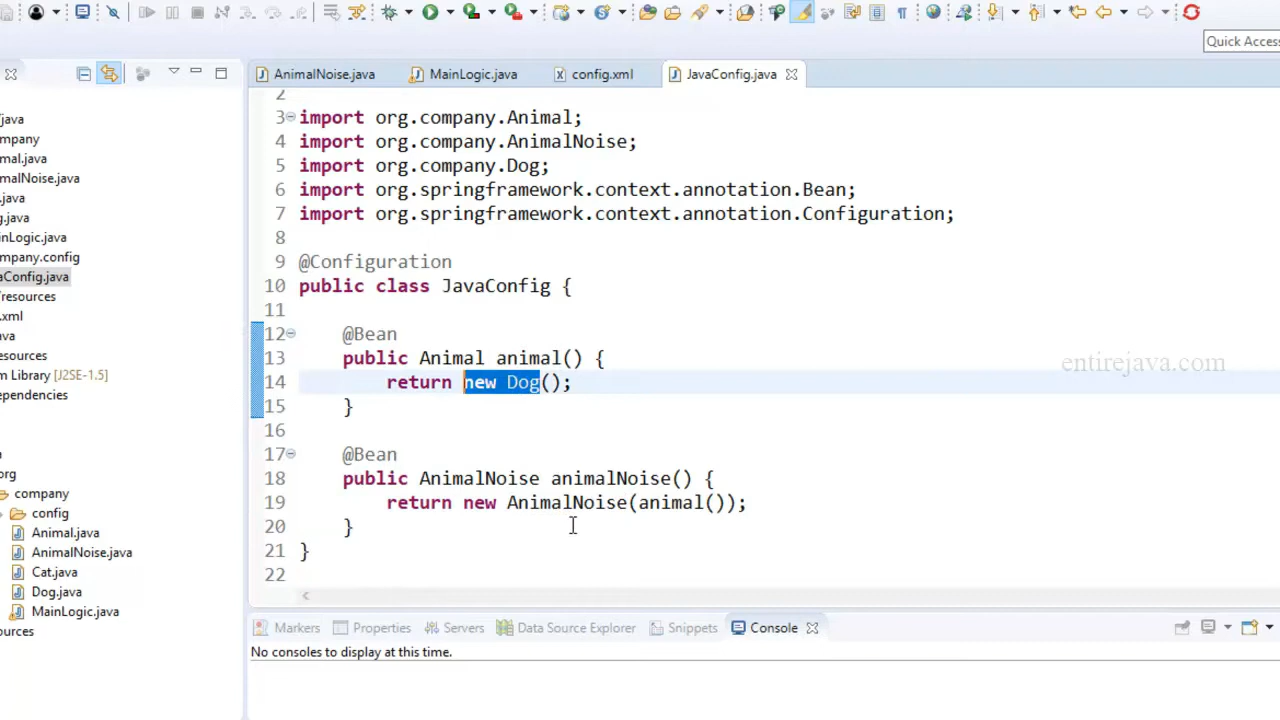 Quick Access
AnimalNoise.java
MainLogic.java
config.xml
JavaConfig.java
/java
mpany
mal.java
malNoise.java
.java
g.java
inLogic.java
mpany.config
aConfig.java
/resources
.xml
ava
esources
m Library [J2SE-1.5]
ependencies
org
company
config
Animal.java
AnimalNoise.java
Cat.java
Dog.java
MainLogic.java
ources
2
3 import org.company.Animal;
4 import org.company.AnimalNoise;
5 import org.company.Dog;
6 import org.springframework.context.annotation.Bean;
7 import org.springframework.context.annotation.Configuration;
8
9 @Configuration
10 public class JavaConfig {
11
12 @Bean
13 public Animal animal() {
14 return new Dog();
15 }
16
17 @Bean
18 public AnimalNoise animalNoise() {
19 return new AnimalNoise(animal());
20 }
21 }
22
entirejava.com
Markers Properties Servers Data Source Explorer Snippets Console
No consoles to display at this time.